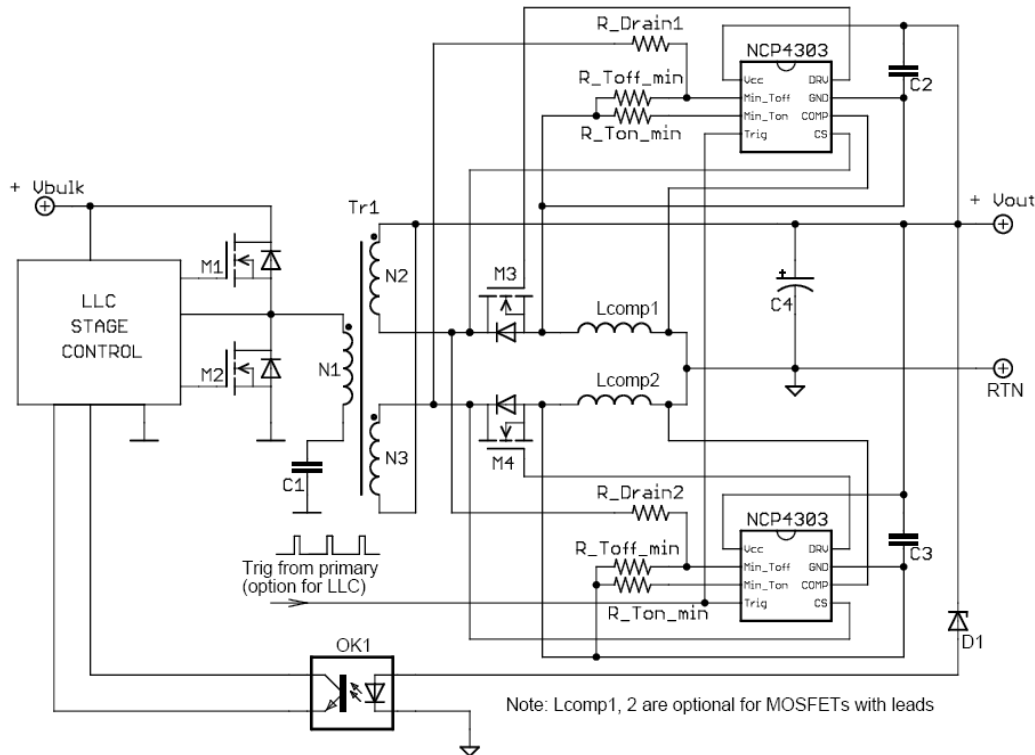 R_Drain1
NCP4303
R_Toff_min
R_Ton_min
Vcc
Min_Toff
Min_Ton
Trig
DRV
GND
COMP
CS
C2
+ Vbulk
+ Vout
Tr1
M1
M2
LLC
STAGE
CONTROL
N1
N2
N3
C1
M3
M4
Lcomp1
Lcomp2
+
C4
RTN
R_Drain2
NCP4303
R_Toff_min
R_Ton_min
Vcc
Min_Toff
Min_Ton
Trig
DRV
GND
COMP
CS
C3
Trig from primary
(option for LLC)
D1
OK1
Note: Lcomp1, 2 are optional for MOSFETs with leads